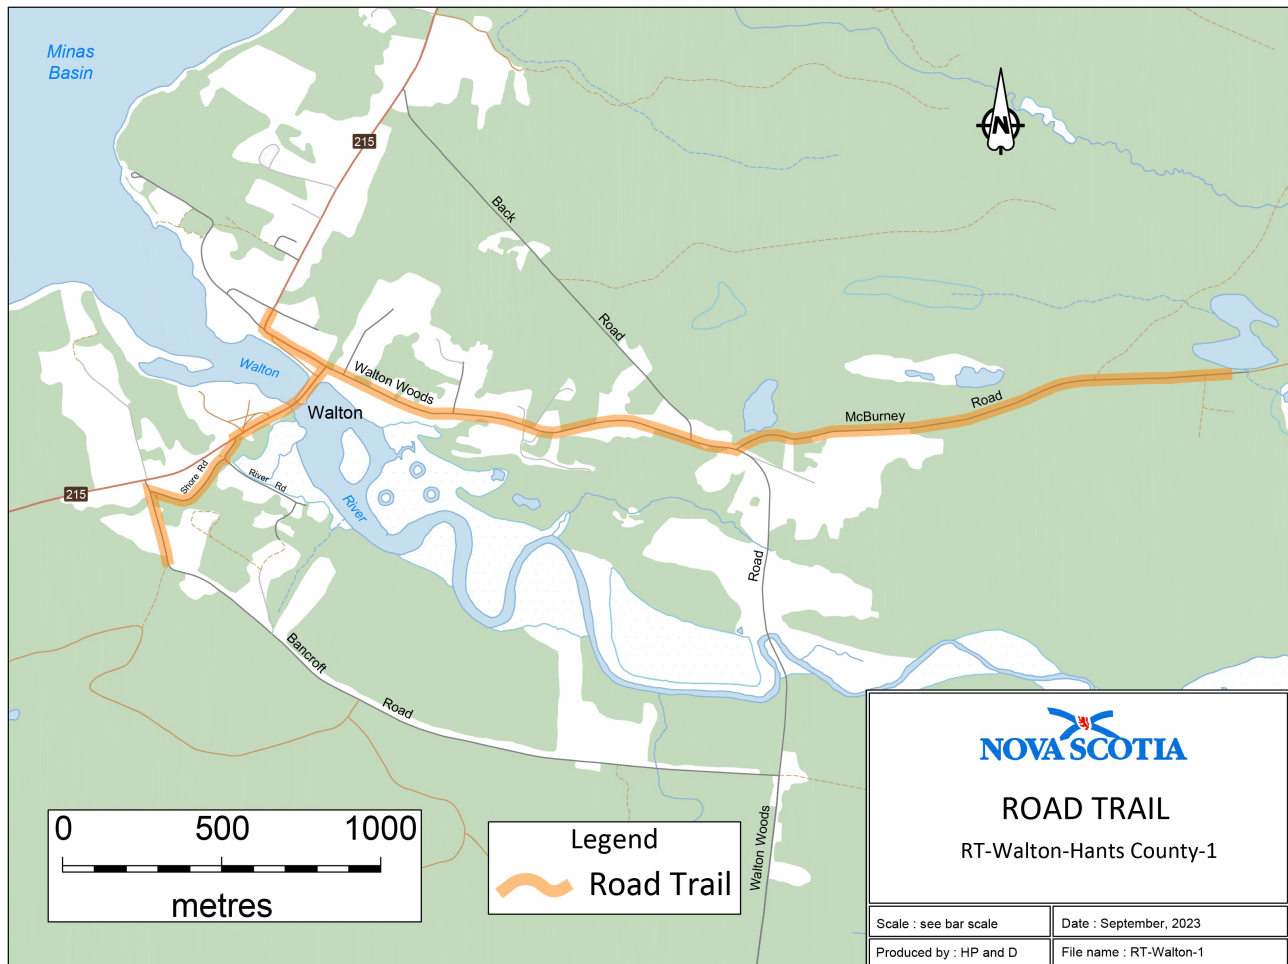 Minas
Basin
N
215
Back
Road
Walton
Walton Woods
Walton
McBurney
Road
Shore Rd
River Rd
River
215
Road
Bancroft
Road
Walton Woods
0 500 1000
metres
Legend
Road Trail
NOVA SCOTIA
ROAD TRAIL
RT-Walton-Hants County-1
Scale : see bar scale
Date : September, 2023
Produced by : HP and D
File name : RT-Walton-1